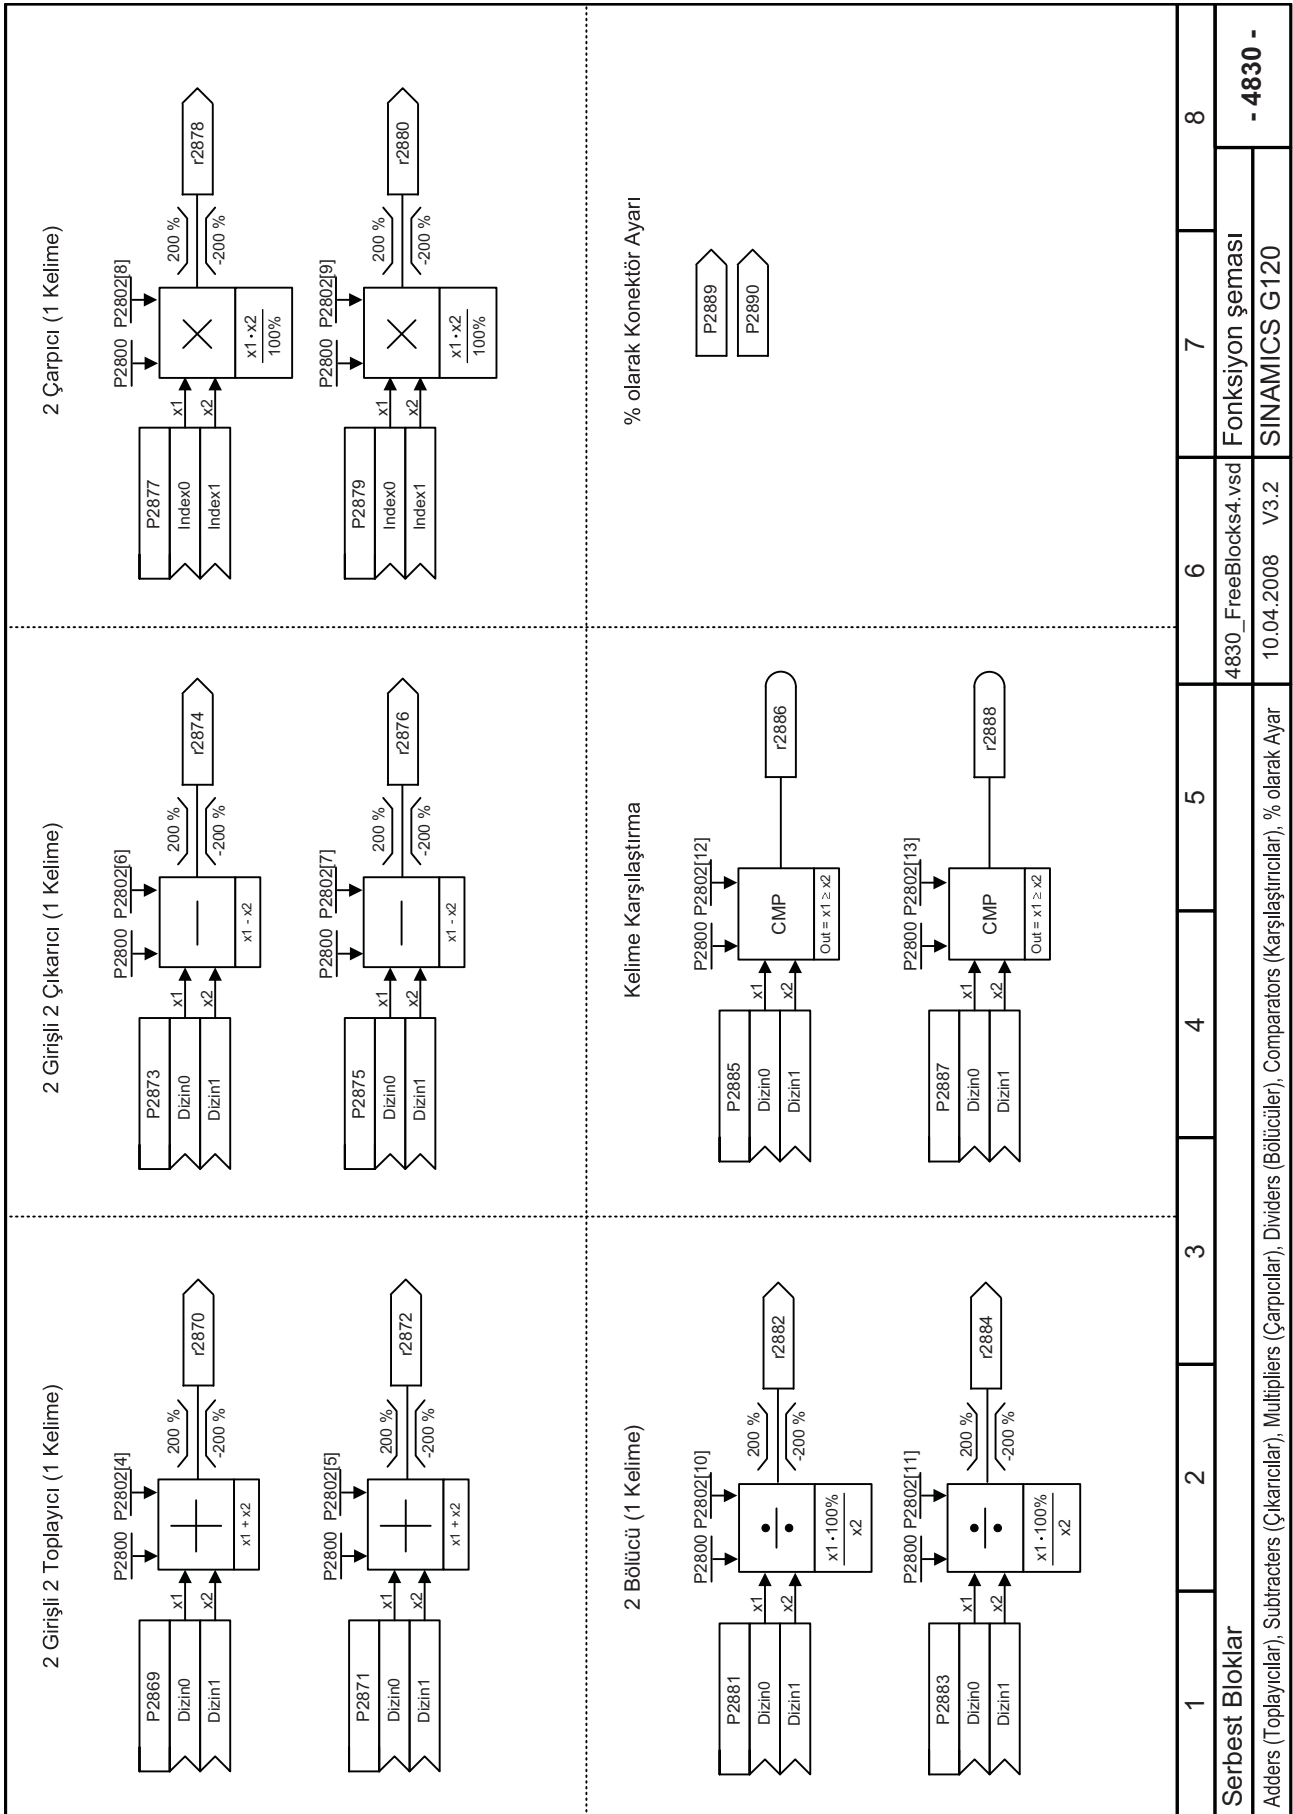 2 Girişli 2 Toplayıcı (1 Kelime)
P2800 P2802[4]
P2869
Dizin0
Dizin1
x1
x2
x1 + x2
200 %
-200 %
r2870
P2800 P2802[5]
P2871
Dizin0
Dizin1
x1
x2
x1 + x2
200 %
-200 %
r2872
2 Girişli 2 Çıkarıcı (1 Kelime)
P2800 P2802[6]
P2873
Dizin0
Dizin1
x1
x2
x1 - x2
200 %
-200 %
r2874
P2800 P2802[7]
P2875
Dizin0
Dizin1
x1
x2
x1 - x2
200 %
-200 %
r2876
2 Çarpıcı (1 Kelime)
P2800 P2802[8]
P2877
Index0
Index1
x1
x2
x1·x2
100%
200 %
-200 %
r2878
P2800 P2802[9]
P2879
Index0
Index1
x1
x2
x1·x2
100%
200 %
-200 %
r2880
2 Bölücü (1 Kelime)
P2800 P2802[10]
P2881
Dizin0
Dizin1
x1
x2
x1·100%
x2
200 %
-200 %
r2882
P2800 P2802[11]
P2883
Dizin0
Dizin1
x1
x2
x1·100%
x2
200 %
-200 %
r2884
Kelime Karşılaştırma
P2800 P2802[12]
P2885
Dizin0
Dizin1
x1
x2
CMP
Out = x1 ≥ x2
r2886
P2800 P2802[13]
P2887
Dizin0
Dizin1
x1
x2
CMP
Out = x1 ≥ x2
r2888
% olarak Konektör Ayarı
P2889
P2890
1 2 3 4 5 6 7 8
Serbest Bloklar 4830_FreeBlocks4.vsd Fonksiyon şeması
- 4830 -
Adders (Toplayıcılar), Subtracters (Çıkarıcılar), Multipliers (Çarpıcılar), Dividers (Bölücüler), Comparators (Karşılaştırıcılar), % olarak Ayar 10.04.2008 V3.2 SINAMICS G120